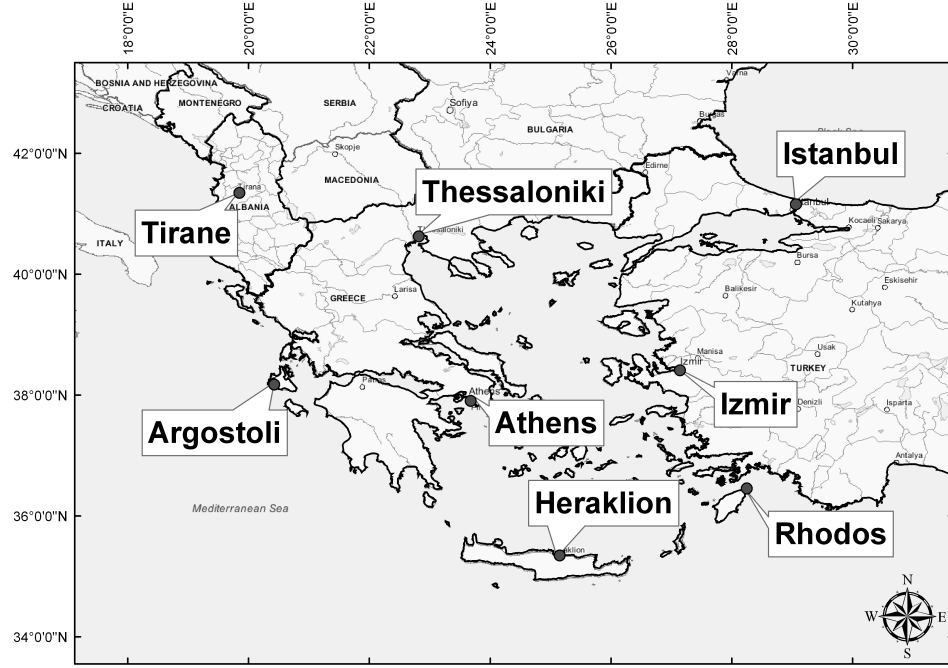 18°0'0"E
20°0'0"E
22°0'0"E
24°0'0"E
26°0'0"E
28°0'0"E
30°0'0"E
42°0'0"N
40°0'0"N
38°0'0"N
36°0'0"N
34°0'0"N
BOSNIA AND HERZEGOVINA
CROATIA
MONTENEGRO
SERBIA
Sofiya
Varna
Burgas
BULGARIA
Skopje
MACEDONIA
Edirne
Istanbul
Thessaloniki
Tirana
ALBANIA
Tirane
ITALY
Kocaeli
Sakarya
Bursa
Eskisehir
Balikesir
Kutahya
GREECE
Larisa
Manisa
Izmir
Usak
TURKEY
Patras
Athens
Argostoli
Athens
Izmir
Denizli
Isparta
Antalya
Mediterranean Sea
Heraklion
Rhodos
N
W
E
S